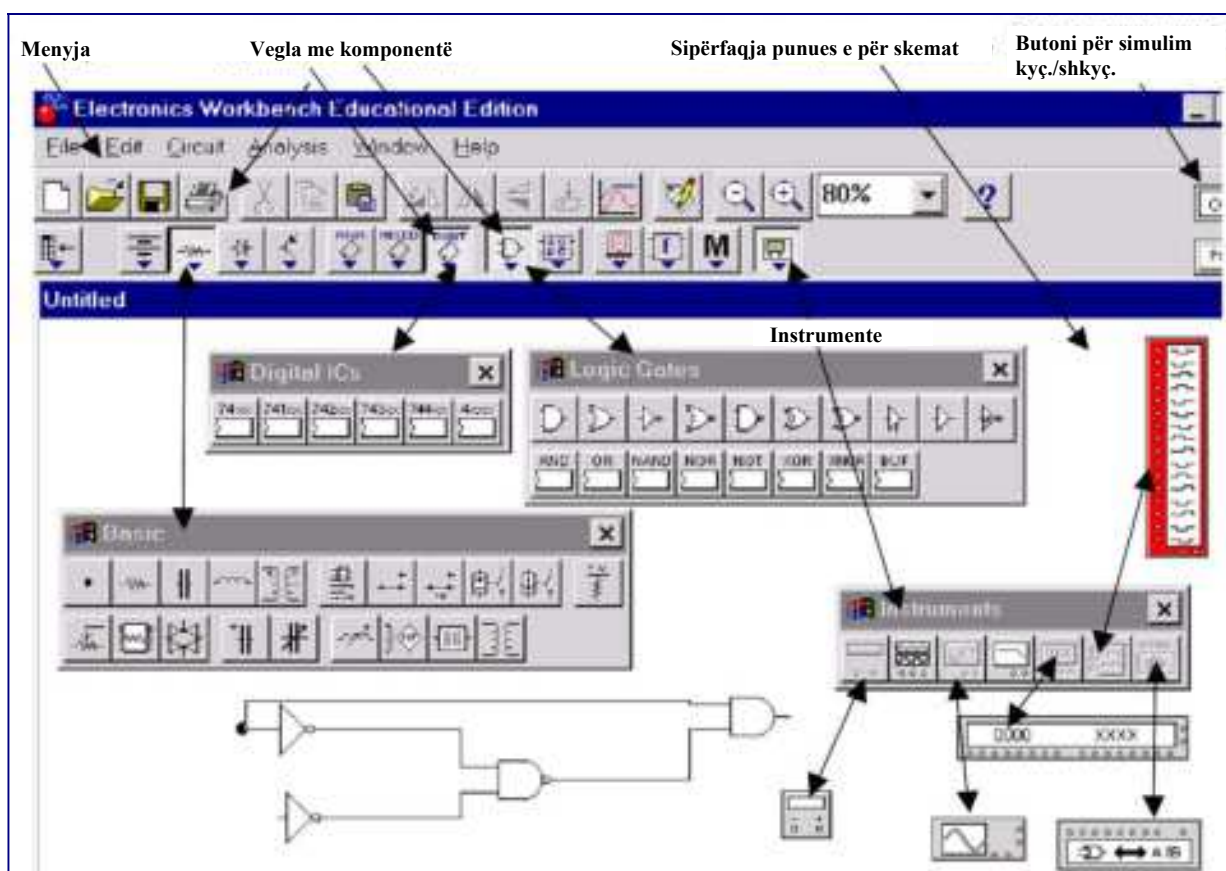 Menyja
Vegla me komponentë
Sipërfaqja punues e për skemat
Butoni për simulim
kyç./shkyç.
Electronics Workbench Educational Edition
File Edit Circuit Analysis Window Help
80%
?
M
Untitled
Instrumente
Digital ICs
Logic Gates
AND OR NAND NOR NOT XOR XNOR BUF
Basic
Instruments
XXXX